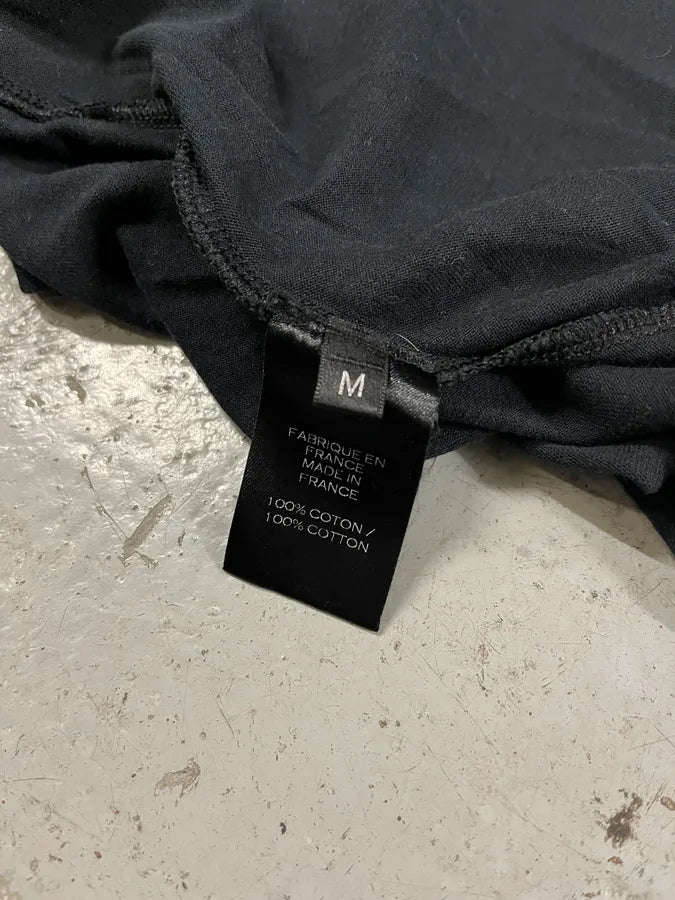 M
FABRIQUE EN
FRANCE
MADE IN
FRANCE
100% COTON /
100% COTTON